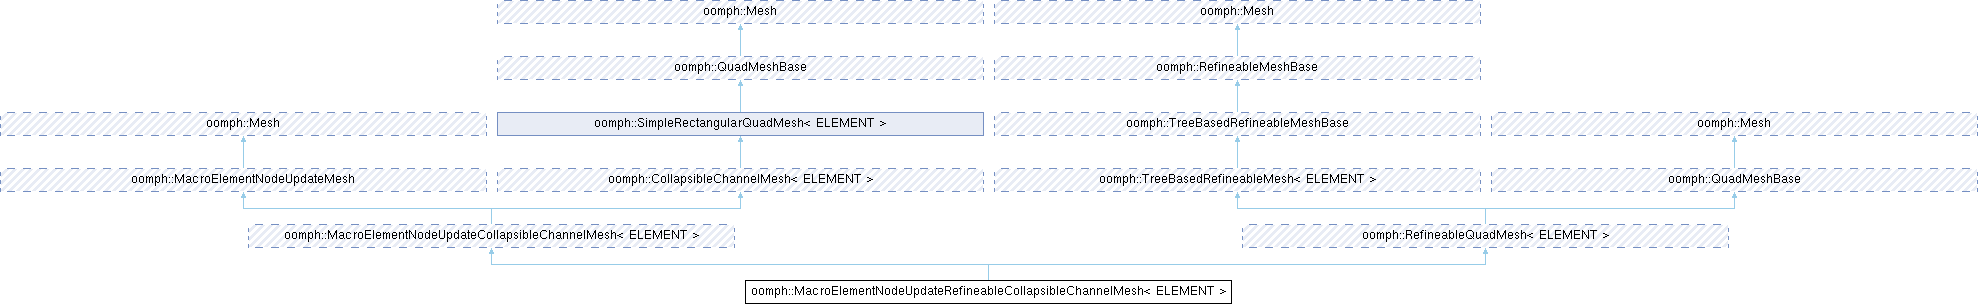 oomph::Mesh
oomph::Mesh
oomph::QuadMeshBase
oomph::RefineableMeshBase
oomph::Mesh
oomph::SimpleRectangularQuadMesh< ELEMENT >
oomph::TreeBasedRefineableMeshBase
oomph::Mesh
oomph::MacroElementNodeUpdateMesh
oomph::CollapsibleChannelMesh< ELEMENT >
oomph::TreeBasedRefineableMesh< ELEMENT >
oomph::QuadMeshBase
oomph::MacroElementNodeUpdateCollapsibleChannelMesh< ELEMENT >
oomph::RefineableQuadMesh< ELEMENT >
oomph::MacroElementNodeUpdateRefineableCollapsibleChannelMesh< ELEMENT >